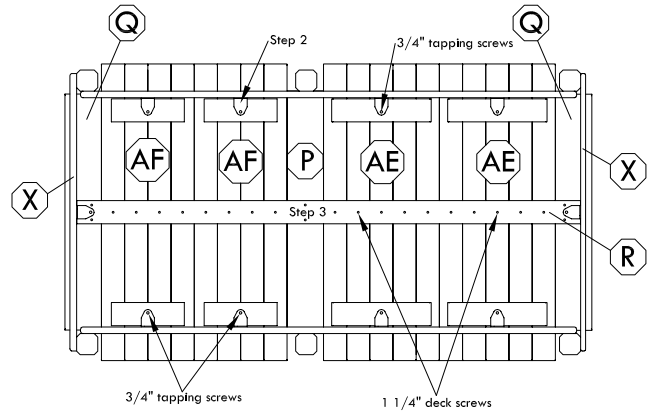 Q
Q
Step 2
3/4" tapping screws
AF
AF
P
AE
AE
X
X
Step 3
R
3/4" tapping screws
1 1/4" deck screws